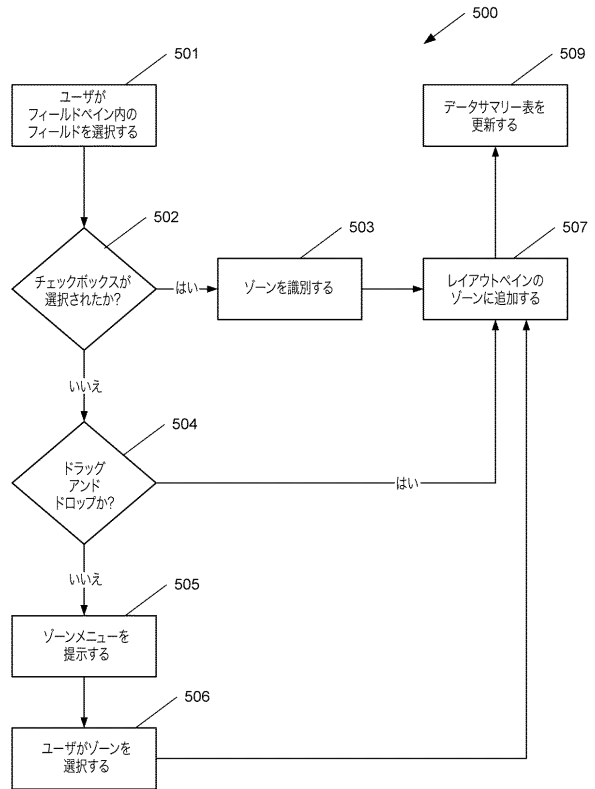 500
501
ユーザが
フィールドペイン内の
フィールドを選択する
509
データサマリー表を
更新する
502
チェックボックスが
選択されたか?
はい
503
ゾーンを識別する
507
レイアウトペインの
ゾーンに追加する
いいえ
504
ドラッグ
アンド
ドロップか?
はい
いいえ
505
ゾーンメニューを
提示する
506
ユーザがゾーンを
選択する